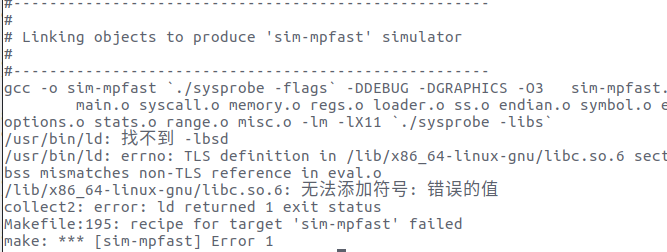 #-----------------------------------------------------
#
# Linking objects to produce 'sim-mpfast' simulator
#
#-----------------------------------------------------
gcc -o sim-mpfast `./sysprobe -flags` -DDEBUG -DGRAPHICS -O3   sim-mpfast.
        main.o syscall.o memory.o regs.o loader.o ss.o endian.o symbol.o e
options.o stats.o range.o misc.o -lm -lX11 `./sysprobe -libs`
/usr/bin/ld: 找不到 -lbsd
/usr/bin/ld: errno: TLS definition in /lib/x86_64-linux-gnu/libc.so.6 sect
bss mismatches non-TLS reference in eval.o
/lib/x86_64-linux-gnu/libc.so.6: 无法添加符号: 错误的值
collect2: error: ld returned 1 exit status
Makefile:195: recipe for target 'sim-mpfast' failed
make: *** [sim-mpfast] Error 1